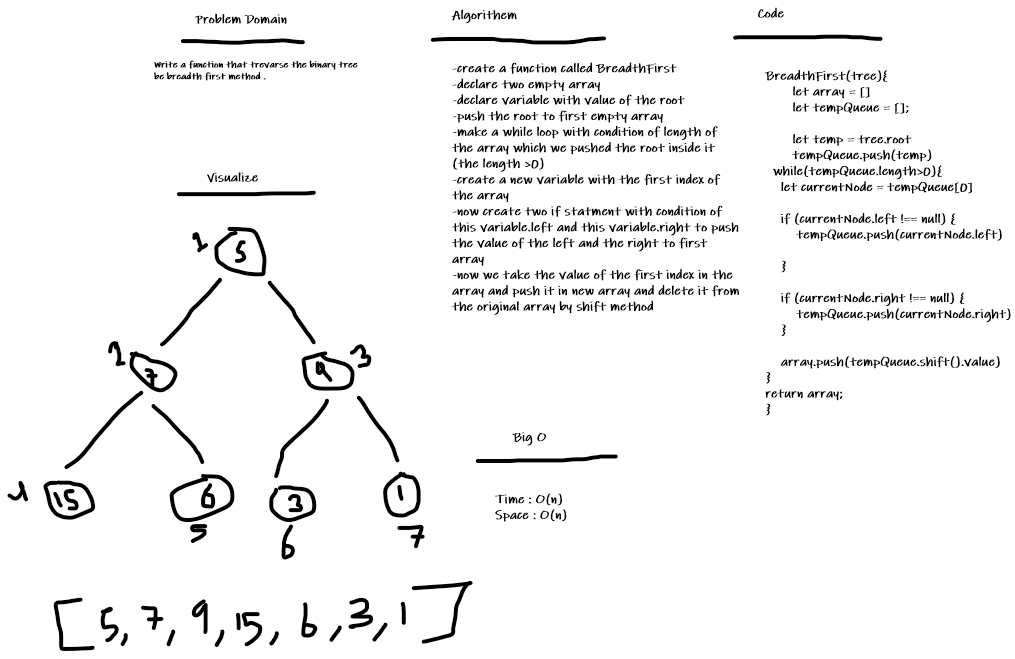 Problem Domain
Write a function that trevarse the binary tree
be breadth first method .
Visualize
1
5
2
7
9
3
4
15
6
5
3
6
1
7
[5, 7, 9, 15, 6, 3, 1]
Algorithem
-create a function called BreadthFirst
-declare two empty array
-declare variable with value of the root
-push the root to first empty array
-make a while loop with condition of length of
the array which we pushed the root inside it
(the length >0)
-create a new variable with the first index of
the array
-now create two if statment with condition of
this variable.left and this variable.right to push
the value of the left and the right to first
array
-now we take the value of the first index in the
array and push it in new array and delete it from
the original array by shift method
Big O
Time : O(n)
Space : O(n)
Code
BreadthFirst(tree){
let array = []
let tempQueue = [];
let temp = tree.root
tempQueue.push(temp)
while(tempQueue.length>0){
let currentNode = tempQueue[0]
if (currentNode.left !== null) {
tempQueue.push(currentNode.left)
}
if (currentNode.right !== null) {
tempQueue.push(currentNode.right)
}
array.push(tempQueue.shift().value)
}
return array;
}